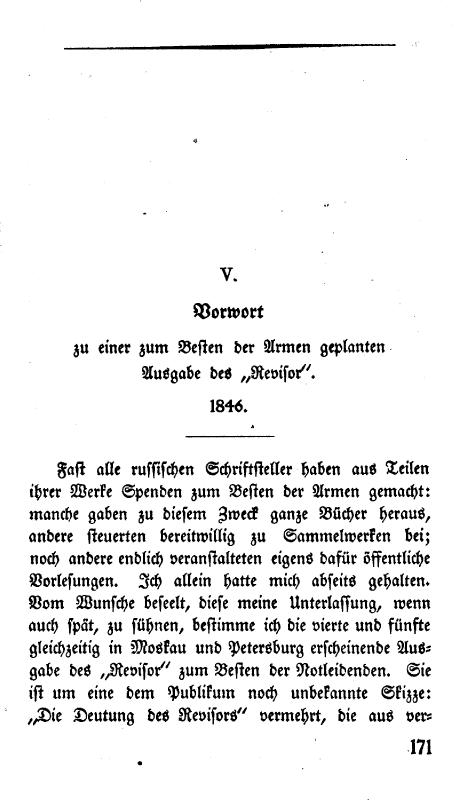 V.
Vorwort
zu einer zum Besten der Armen geplanten
Ausgabe des „Revisor“.
1846.
Fast alle russischen Schriftsteller haben aus Teilen
ihrer Werke Spenden zum Besten der Armen gemacht:
manche gaben zu diesem Zweck ganze Bücher heraus,
andere steuerten bereitwillig zu Sammelwerken bei;
noch andere endlich veranstalteten eigens dafür öffentliche
Vorlesungen. Ich allein hatte mich abseits gehalten.
Vom Wunsche beseelt, diese meine Unterlassung, wenn
auch spät, zu sühnen, bestimme ich die vierte und fünfte
gleichzeitig in Moskau und Petersburg erscheinende Aus-
gabe des „Revisor“ zum Besten der Notleidenden. Sie
ist um eine dem Publikum noch unbekannte Skizze:
„Die Deutung des Revisors“ vermehrt, die aus ver-
171